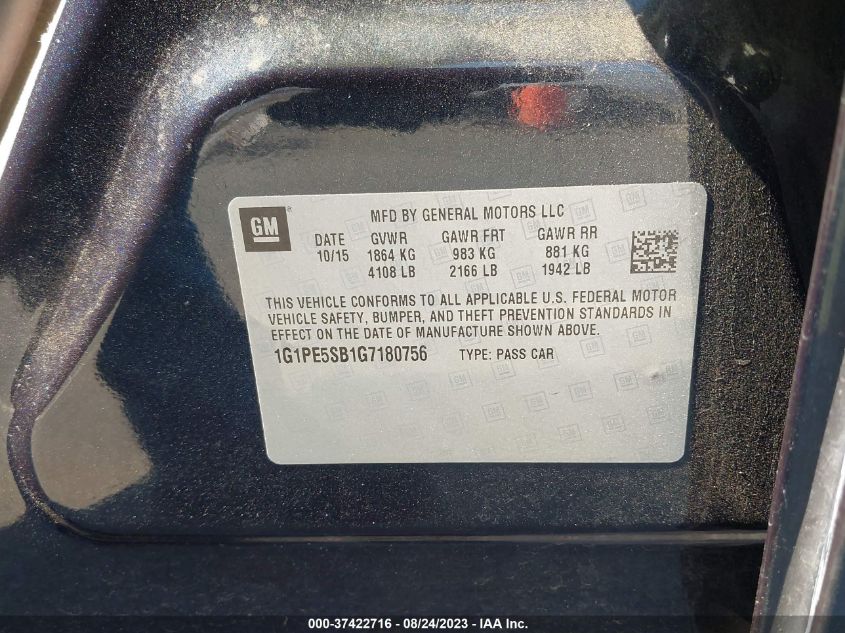 GM
MFD BY GENERAL MOTORS LLC
DATE GVWR GAWR FRT GAWR RR
10/15 1864 KG 983 KG 881 KG
4108 LB 2166 LB 1942 LB
THIS VEHICLE CONFORMS TO ALL APPLICABLE U.S. FEDERAL MOTOR
VEHICLE SAFETY, BUMPER, AND THEFT PREVENTION STANDARDS IN
EFFECT ON THE DATE OF MANUFACTURE SHOWN ABOVE.
1G1PE5SB1G7180756 TYPE: PASS CAR
000-37422716 - 08/24/2023 - IAA Inc.